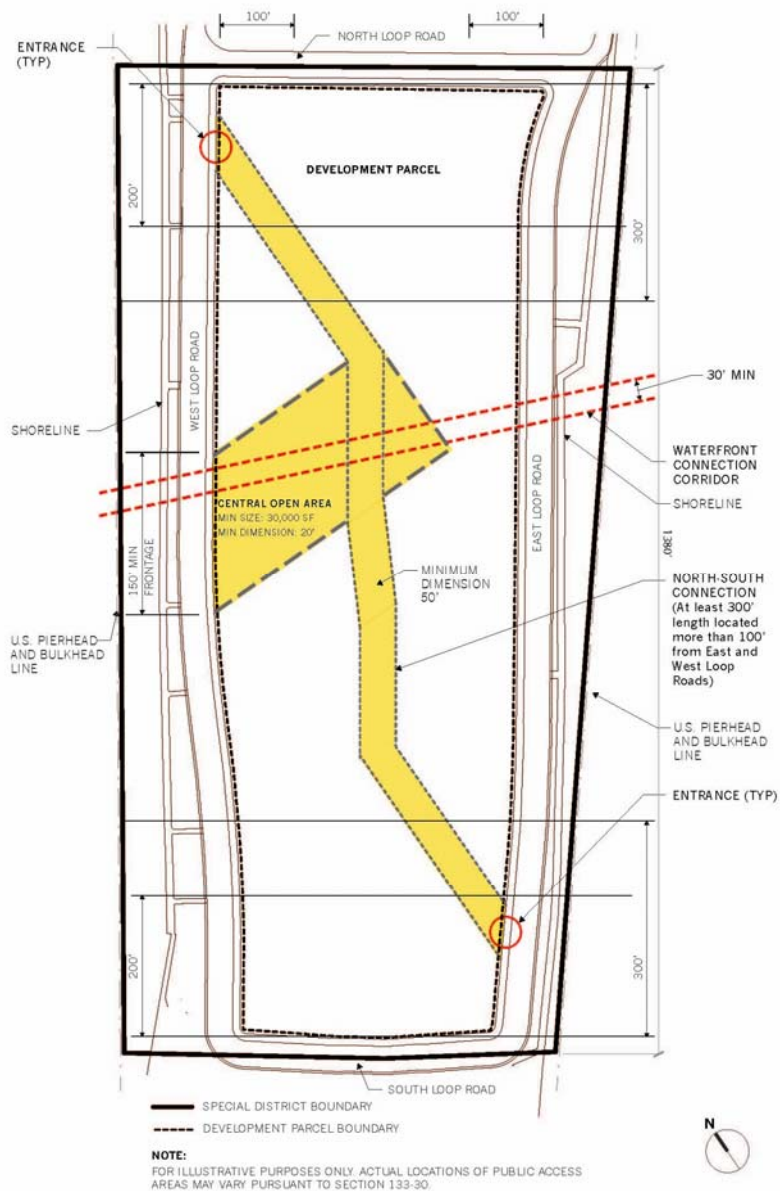 100'
100'
NORTH LOOP ROAD
ENTRANCE
(TYP)
DEVELOPMENT PARCEL
200'
300'
WEST LOOP ROAD
30' MIN
SHORELINE
WATERFRONT
CONNECTION
CORRIDOR
SHORELINE
EAST LOOP ROAD
CENTRAL OPEN AREA
MIN SIZE: 30,000 SF
MIN DIMENSION: 20'
1380'
150' MIN
FRONTAGE
MINIMUM
DIMENSION
50'
NORTH-SOUTH
CONNECTION
(At least 300'
length located
more than 100'
from East and
West Loop
Roads)
U.S. PIERHEAD
AND BULKHEAD
LINE
U.S. PIERHEAD
AND BULKHEAD
LINE
ENTRANCE (TYP)
200'
300'
SOUTH LOOP ROAD
SPECIAL DISTRICT BOUNDARY
DEVELOPMENT PARCEL BOUNDARY
N
NOTE:
FOR ILLUSTRATIVE PURPOSES ONLY. ACTUAL LOCATIONS OF PUBLIC ACCESS
AREAS MAY VARY PURSUANT TO SECTION 133-30.